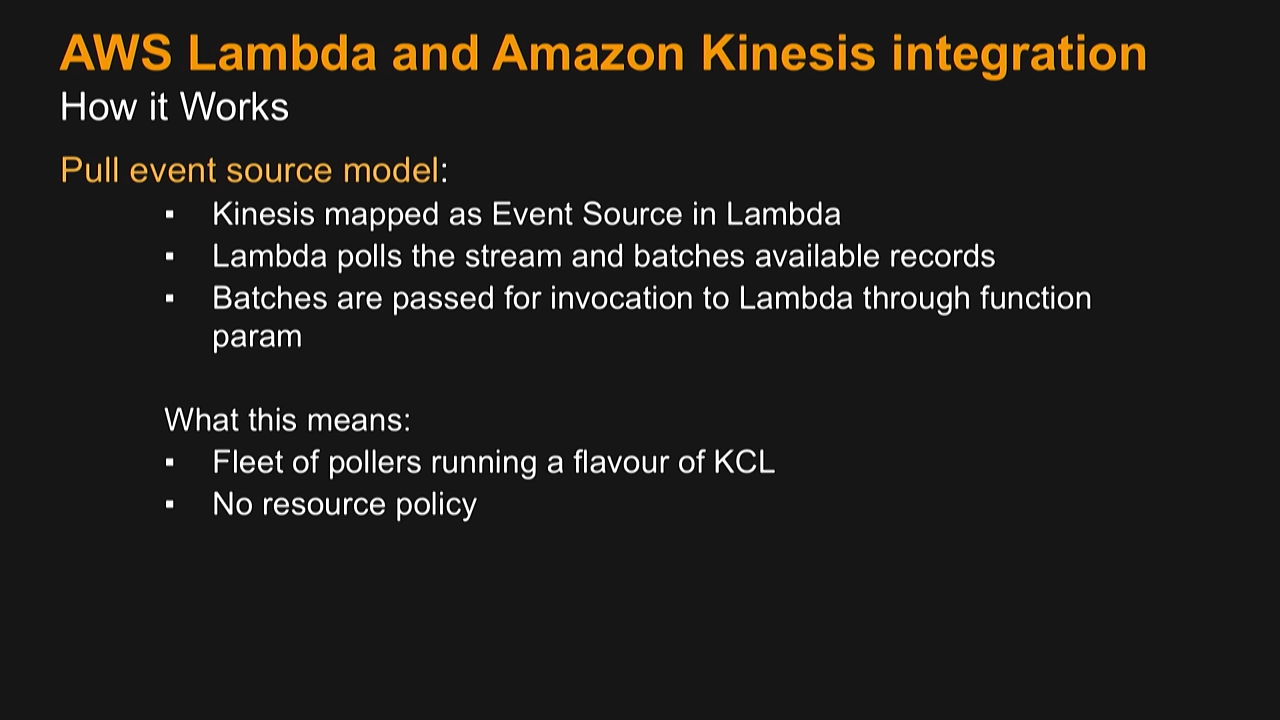 AWS Lambda and Amazon Kinesis integration
How it Works
Pull event source model:
▪ Kinesis mapped as Event Source in Lambda
▪ Lambda polls the stream and batches available records
▪ Batches are passed for invocation to Lambda through function
param
What this means:
▪ Fleet of pollers running a flavour of KCL
▪ No resource policy